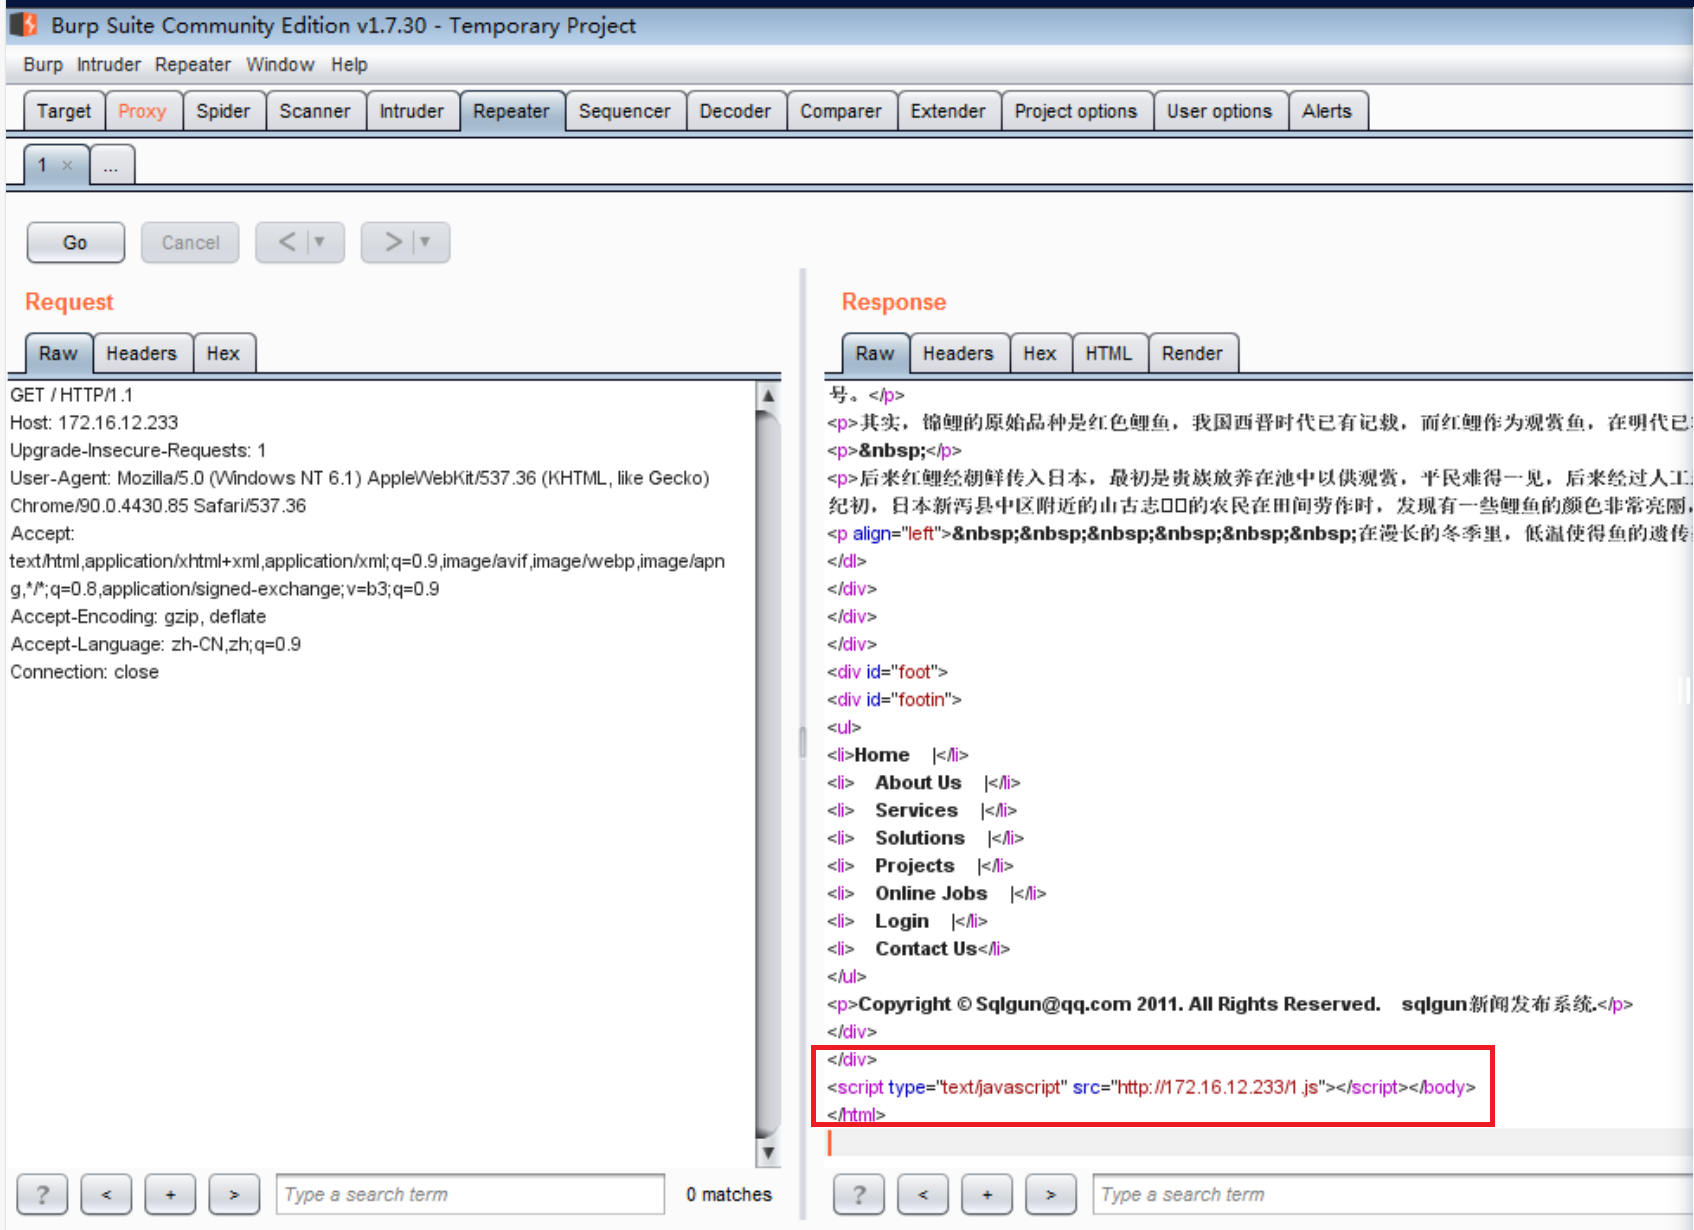 Burp Suite Community Edition v1.7.30 - Temporary Project
Burp Intruder Repeater Window Help
Target Proxy Spider Scanner Intruder Repeater Sequencer Decoder Comparer Extender Project options User options Alerts
1 × ...
Go Cancel < ▼ > ▼
Request
Raw Headers Hex
GET / HTTP/1.1
Host: 172.16.12.233
Upgrade-Insecure-Requests: 1
User-Agent: Mozilla/5.0 (Windows NT 6.1) AppleWebKit/537.36 (KHTML, like Gecko)
Chrome/90.0.4430.85 Safari/537.36
Accept:
text/html,application/xhtml+xml,application/xml;q=0.9,image/avif,image/webp,image/apn
g,*/*;q=0.8,application/signed-exchange;v=b3;q=0.9
Accept-Encoding: gzip, deflate
Accept-Language: zh-CN,zh;q=0.9
Connection: close
? < + > Type a search term 0 matches
Response
Raw Headers Hex HTML Render
号。</p>
<p>其实，锦鲤的原始品种是红色鲤鱼，我国西晋时代已有记载，而红鲤作为观赏鱼，在明代已
<p>&nbsp;</p>
<p>后来红鲤经朝鲜传入日本，最初是贵族放养在池中以供观赏，平民难得一见，后来经过人工
纪初，日本新泻县中区附近的山古志□□的农民在田间劳作时，发现有一些鲤鱼的颜色非常亮丽，
<p align="left">&nbsp;&nbsp;&nbsp;&nbsp;&nbsp;&nbsp;在漫长的冬季里，低温使得鱼的遗传
</dl>
</div>
</div>
</div>
<div id="foot">
<div id="footin">
<ul>
<li>Home |</li>
<li> About Us |</li>
<li> Services |</li>
<li> Solutions |</li>
<li> Projects |</li>
<li> Online Jobs |</li>
<li> Login |</li>
<li> Contact Us</li>
</ul>
<p>Copyright © Sqlgun@qq.com 2011. All Rights Reserved. sqlgun新闻发布系统.</p>
</div>
</div>
<script type="text/javascript" src="http://172.16.12.233/1.js"></script></body>
</html>
? < + > Type a search term